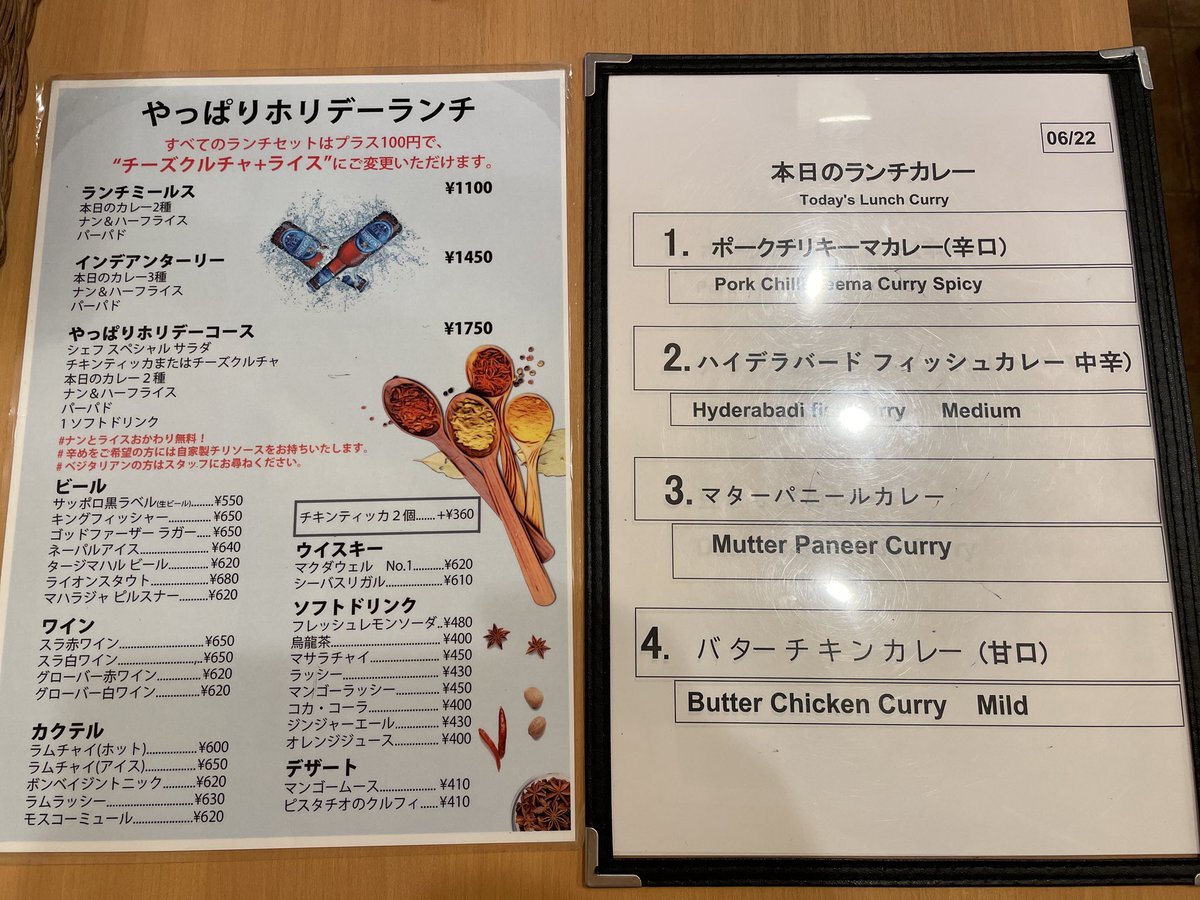 やっぱりホリデーランチ
すべてのランチセットはプラス100円で、
“チーズクルチャ+ライス”にご変更いただけます。
ランチミールス ¥1100
本日のカレー2種
ナン＆ハーフライス
パーパド
インデアンターリー ¥1450
本日のカレー3種
ナン＆ハーフライス
パーパド
やっぱりホリデーコース ¥1750
シェフ スペシャル サラダ
チキンティッカまたはチーズクルチャ
本日のカレー２種
ナン＆ハーフライス
パーパド
1 ソフトドリンク
#ナンとライスおかわり無料！
# 辛めをご希望の方には自家製チリソースをお持ちいたします。
# ベジタリアンの方はスタッフにお尋ねください。
ビール
サッポロ黒ラベル(生ビール)........¥550
キングフィッシャー................¥650
ゴッドファーザー ラガー.....¥650
ネーパルアイス...................... ¥640
タージマハル ビール.............¥620
ライオンスタウト..................¥680
マハラジャ ピルスナー..........¥620
ワイン
スラ赤ワイン........................¥650
スラ白ワイン........................¥650
グローバー赤ワイン.............¥620
グローバー白ワイン.............¥620
カクテル
ラムチャイ(ホット)................¥600
ラムチャイ(アイス)................¥650
ボンベイジントニック..........¥620
ラムラッシー.........................¥630
モスコーミュール....................¥620
チキンティッカ２個....... +¥360
ウイスキー
マクダウェル　No.1..........¥620
シーバスリガル....................¥610
ソフトドリンク
フレッシュレモンソーダ..¥480
烏龍茶...................................¥400
マサラチャイ......................¥450
ラッシー..............................¥430
マンゴーラッシー...............¥450
コカ・コーラ......................¥400
ジンジャーエール...............¥430
オレンジジュース...............¥400
デザート
マンゴームース.................... ¥410
ピスタチオのクルフィ...... ¥410
06/22
本日のランチカレー
Today's Lunch Curry
1. ポークチリキーマカレー(辛口)
Pork Curry Spicy
2. ハイデラバード フィッシュカレー 中辛)
Hyderabadi Medium
3. マターパニールカレー
Mutter Paneer Curry
4. バターチキンカレー (甘口)
Butter Chicken Curry Mild